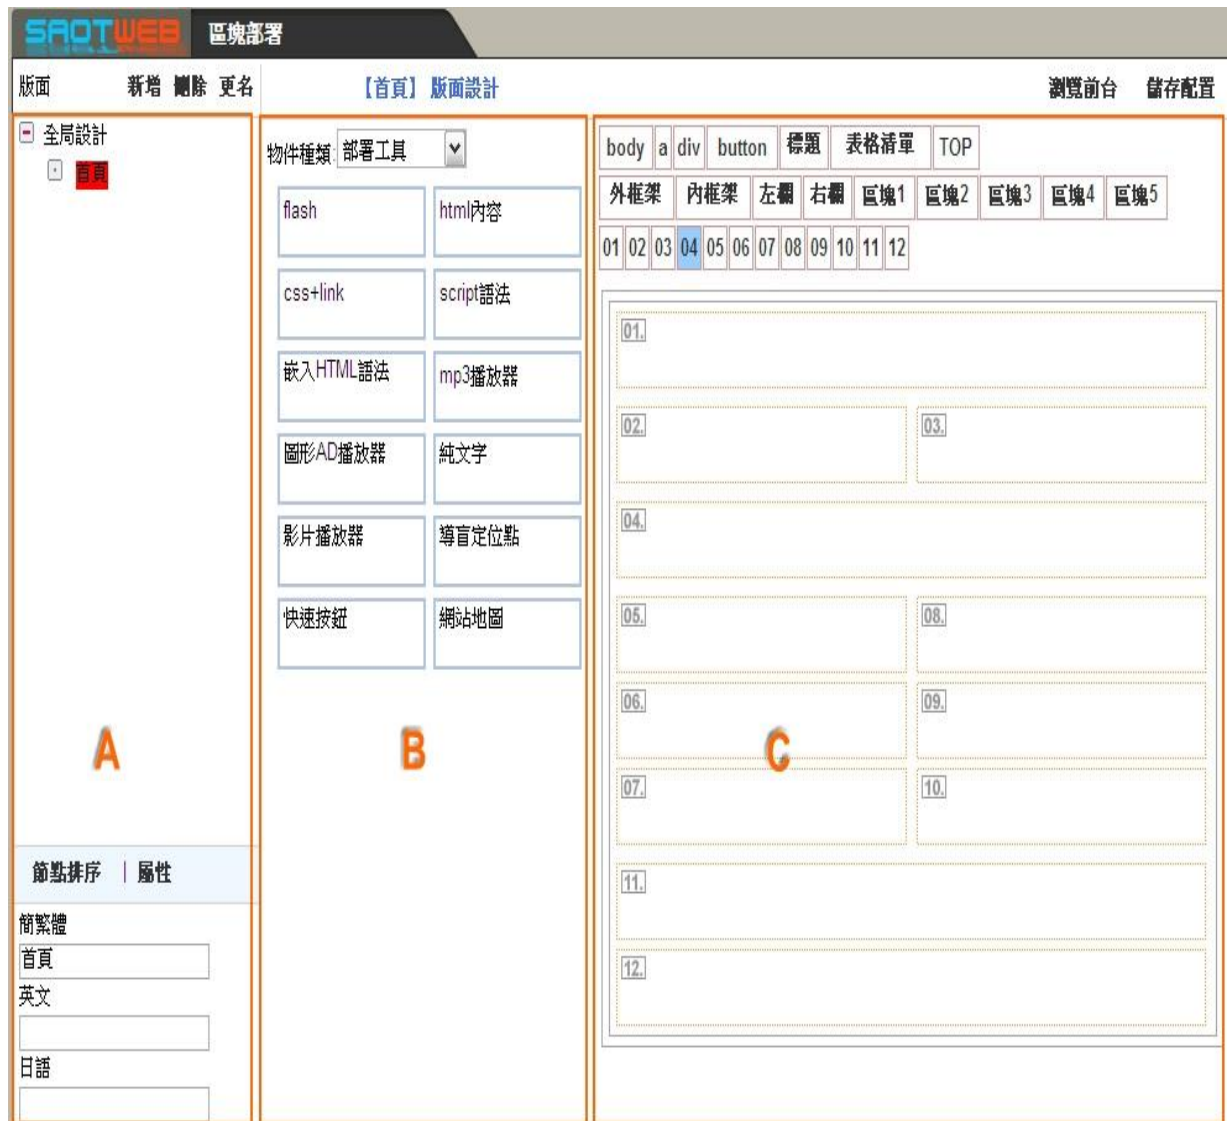 SAOTWEB 區塊部署
版面 新增 刪除 更名 【首頁】 版面設計 瀏覽前台 儲存配置
全局設計
首頁
節點排序 | 屬性
簡繁體
首頁
英文
日語
A
物件種類: 部署工具
flash html內容
css+link script語法
嵌入HTML語法 mp3播放器
圖形AD播放器 純文字
影片播放器 導盲定位點
快速按鈕 網站地圖
B
body a div button 標題 表格清單 TOP
外框架 內框架 左欄 右欄 區塊1 區塊2 區塊3 區塊4 區塊5
01 02 03 04 05 06 07 08 09 10 11 12
01.
02. 03.
04.
05. 08.
06. 09.
C
07. 10.
11.
12.